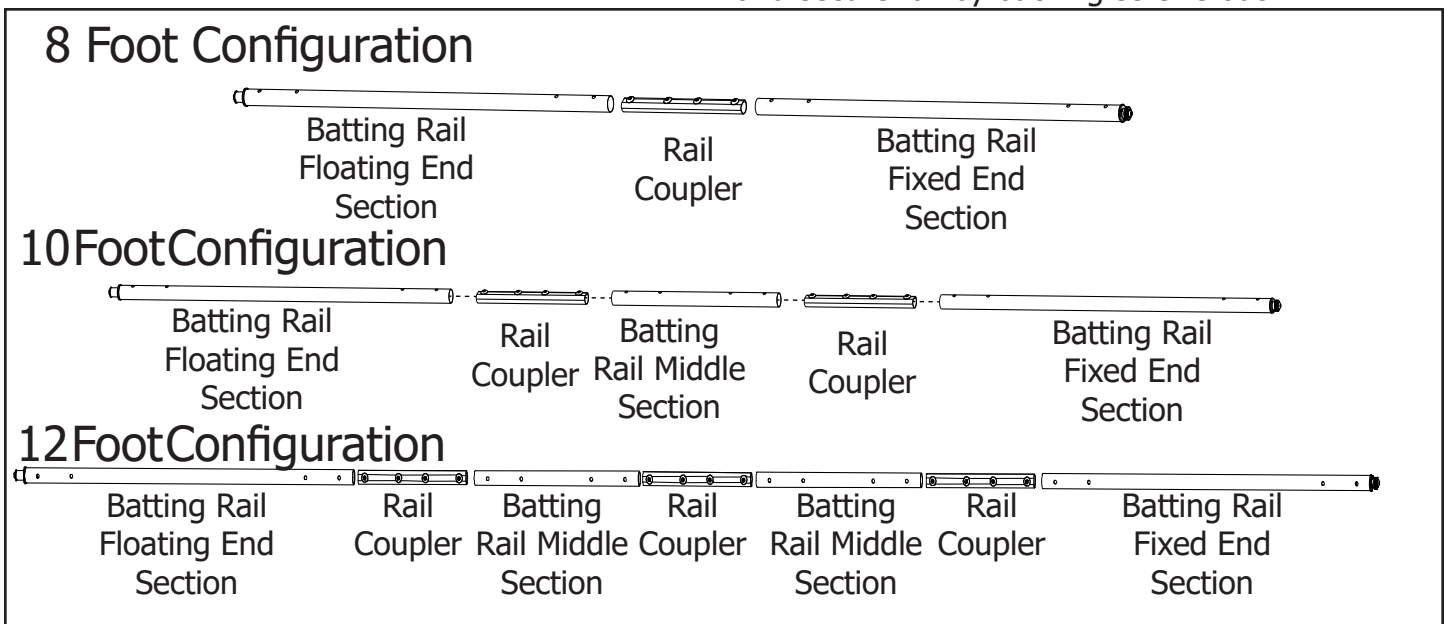 8 Foot Configuration
Batting Rail
Floating End
Section
Rail
Coupler
Batting Rail
Fixed End
Section
10FootConfiguration
Batting Rail
Floating End
Section
Rail
Coupler
Batting
Rail Middle
Section
Rail
Coupler
Batting Rail
Fixed End
Section
12FootConfiguration
Batting Rail
Floating End
Section
Rail
Coupler
Batting
Rail Middle
Section
Rail
Coupler
Batting
Rail Middle
Section
Rail
Coupler
Batting Rail
Fixed End
Section